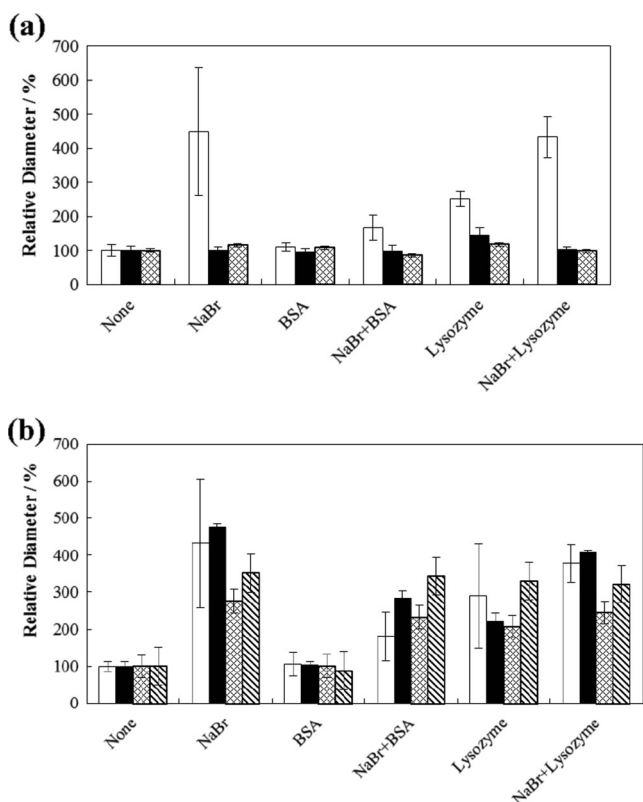 (a)
700
600
500
400
300
200
100
0
Relative Diameter / %
None
NaBr
BSA
NaBr+BSA
Lysozyme
NaBr+Lysozyme
(b)
700
600
500
400
300
200
100
0
Relative Diameter / %
None
NaBr
BSA
NaBr+BSA
Lysozyme
NaBr+Lysozyme